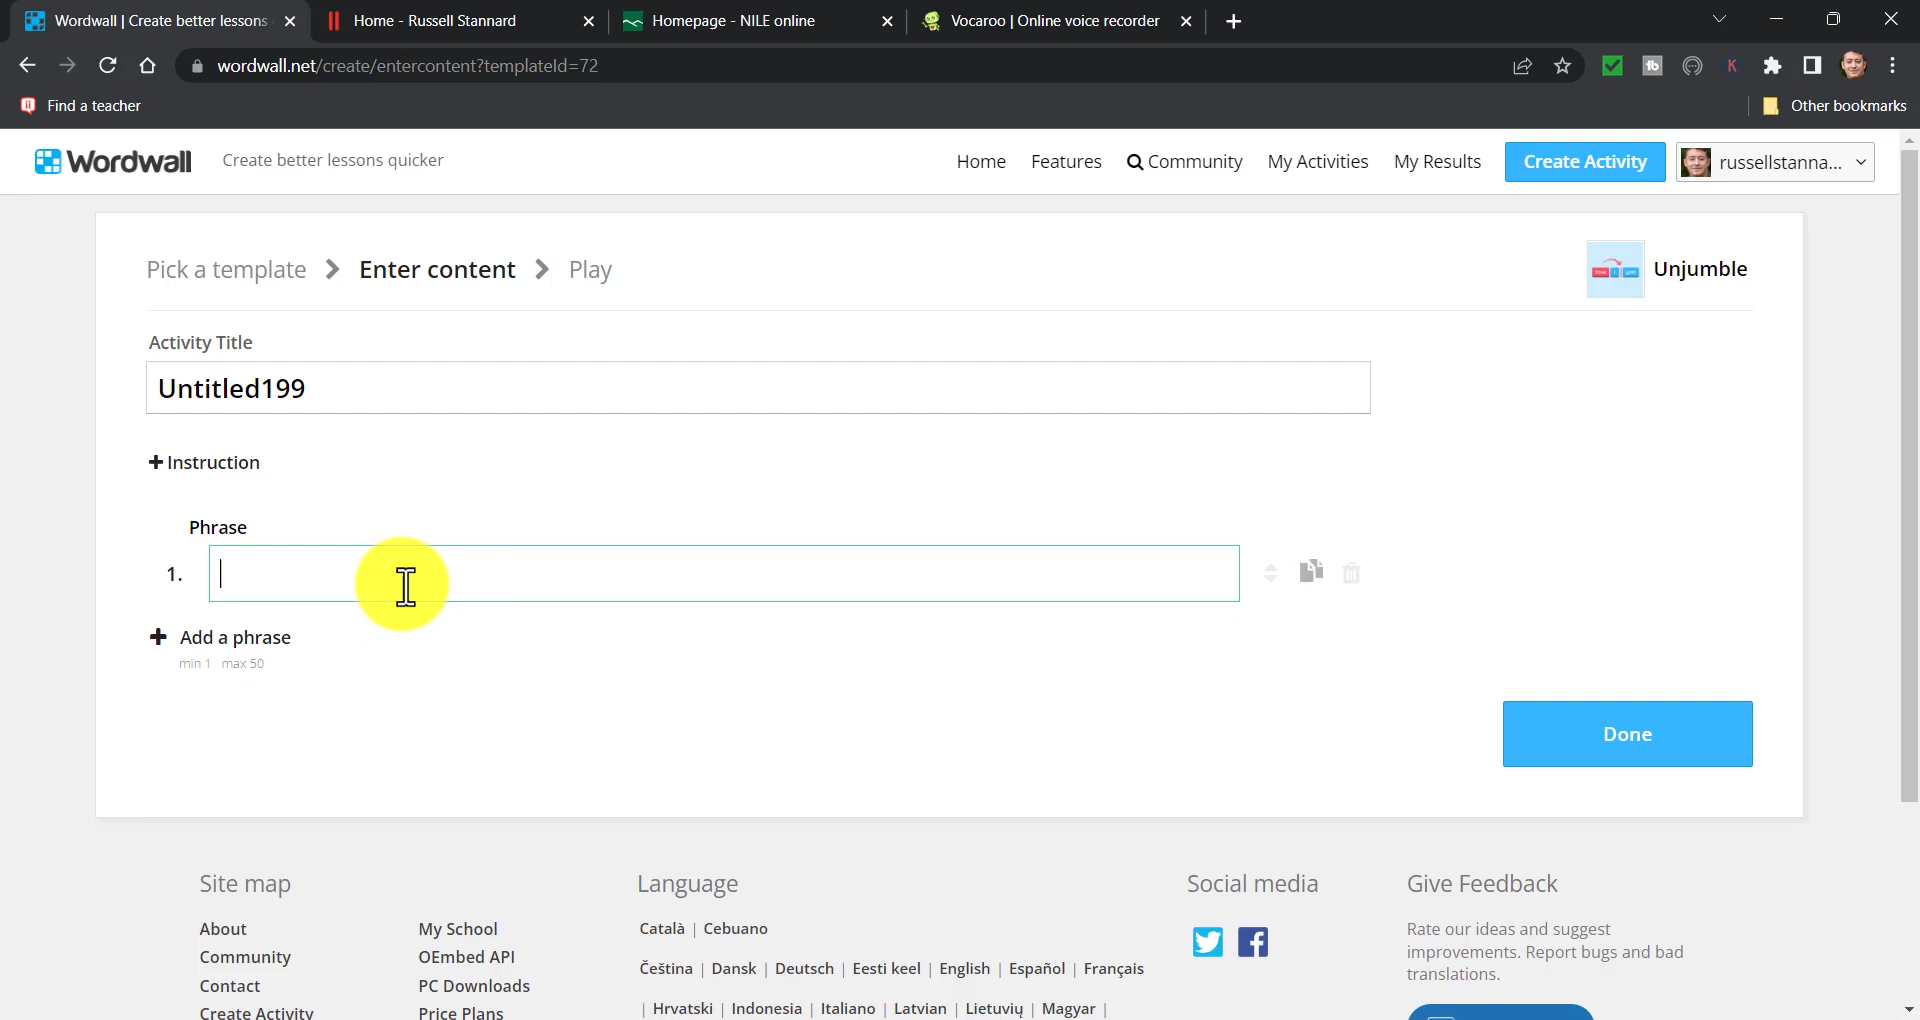 Wordwall | Create better lessons
Home - Russell Stannard
Homepage - NILE online
Vocaroo | Online voice recorder
wordwall.net/create/entercontent?templateId=72
Find a teacher
Other bookmarks
Wordwall
Create better lessons quicker
Home
Features
Community
My Activities
My Results
Create Activity
russellstanna...
Pick a template
Enter content
Play
Unjumble
Activity Title
Untitled199
Instruction
Phrase
1.
Add a phrase
min 1 max 50
Done
Site map
About
Community
Contact
Create Activity
My School
OEmbed API
PC Downloads
Price Plans
Language
Català | Cebuano
Čeština | Dansk | Deutsch | Eesti keel | English | Español | Français
| Hrvatski | Indonesia | Italiano | Latvian | Lietuvių | Magyar |
Social media
Give Feedback
Rate our ideas and suggest
improvements. Report bugs and bad
translations.